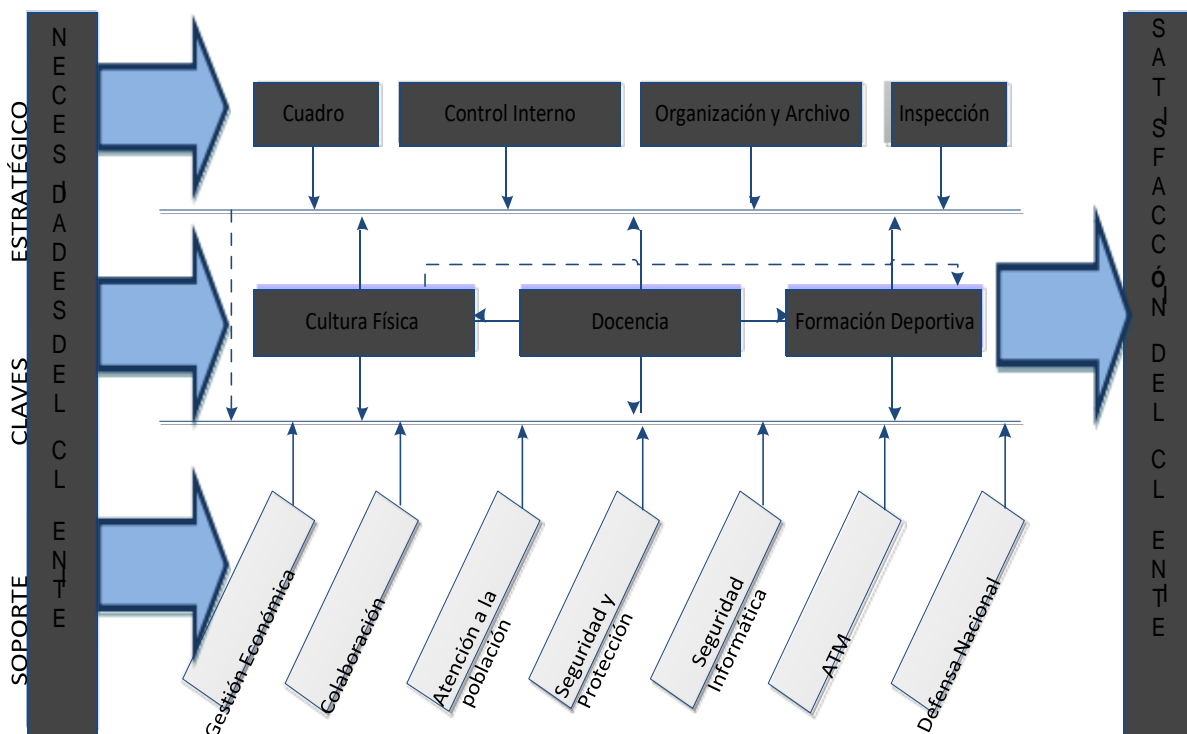 NECESIDADES DEL CLIENTE
ESTRATÉGICO
Cuadro
Control Interno
Organización y Archivo
Inspección
CLAVES
Cultura Física
Docencia
Formación Deportiva
SOPORTE
Gestión Económica
Colaboración
Atención a la
población
Seguridad y
Protección
Seguridad
Informática
ATM
Defensa Nacional
SATISFACCIÓN DEL CLIENTE